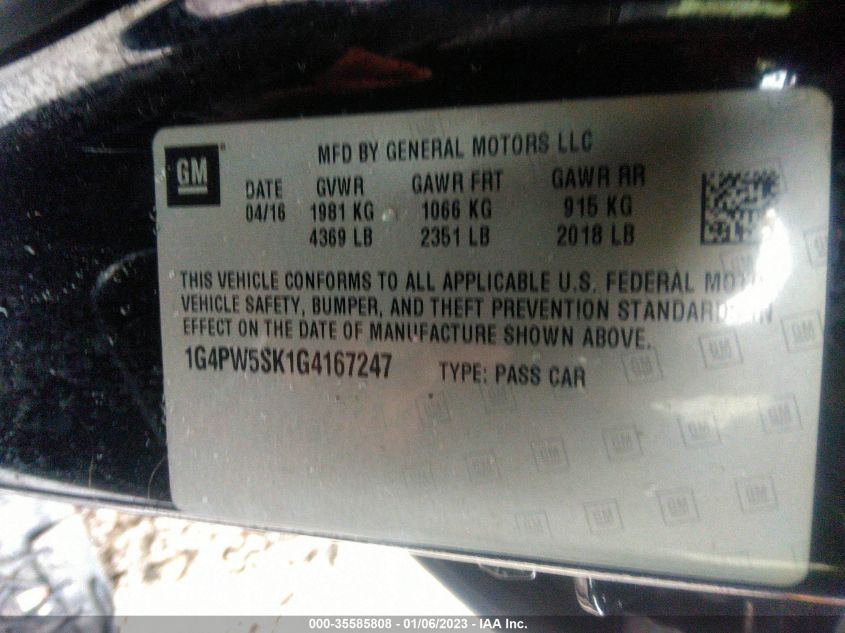 GM
MFD BY GENERAL MOTORS LLC
DATE GVWR GAWR FRT GAWR RR
04/16 1981 KG 1066 KG 915 KG
4369 LB 2351 LB 2018 LB
THIS VEHICLE CONFORMS TO ALL APPLICABLE U.S. FEDERAL MOTOR
VEHICLE SAFETY, BUMPER, AND THEFT PREVENTION STANDARDS IN
EFFECT ON THE DATE OF MANUFACTURE SHOWN ABOVE.
1G4PW5SK1G4167247 TYPE: PASS CAR
000-35585808 - 01/06/2023 - IAA Inc.